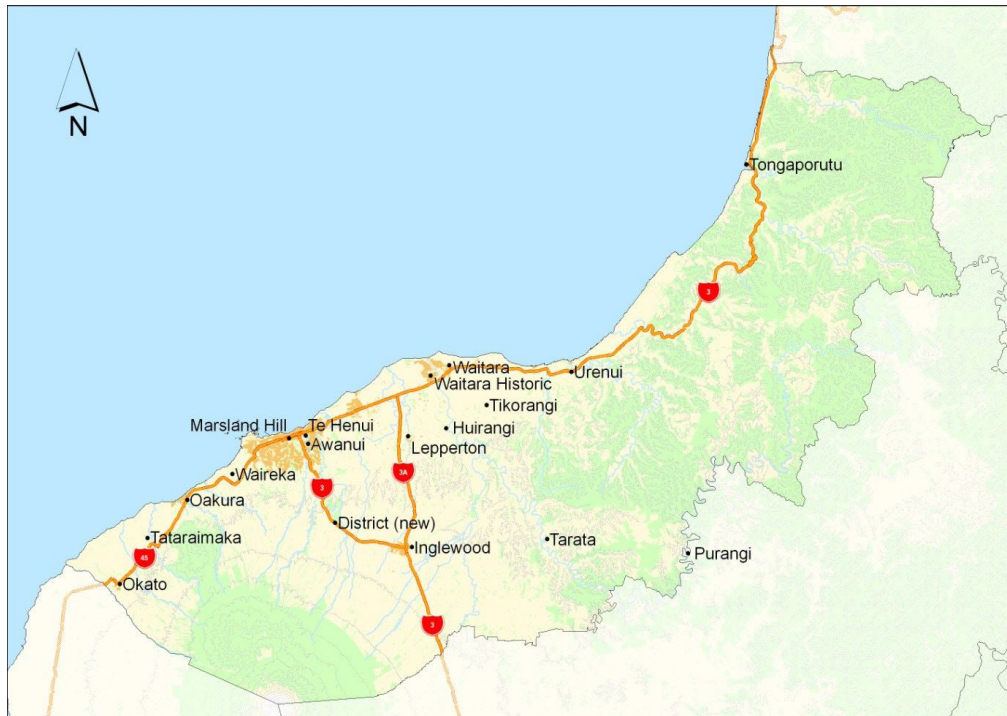 N
Tongaporutu
3
Waitara
Urenui
Waitara Historic
Tikorangi
Marsland Hill
Te Henui
Huirangi
Awanui
Lepperton
Waireka
3A
3
Oakura
District (new)
Tataraimaka
Tarata
Inglewood
Purangi
45
Okato
3